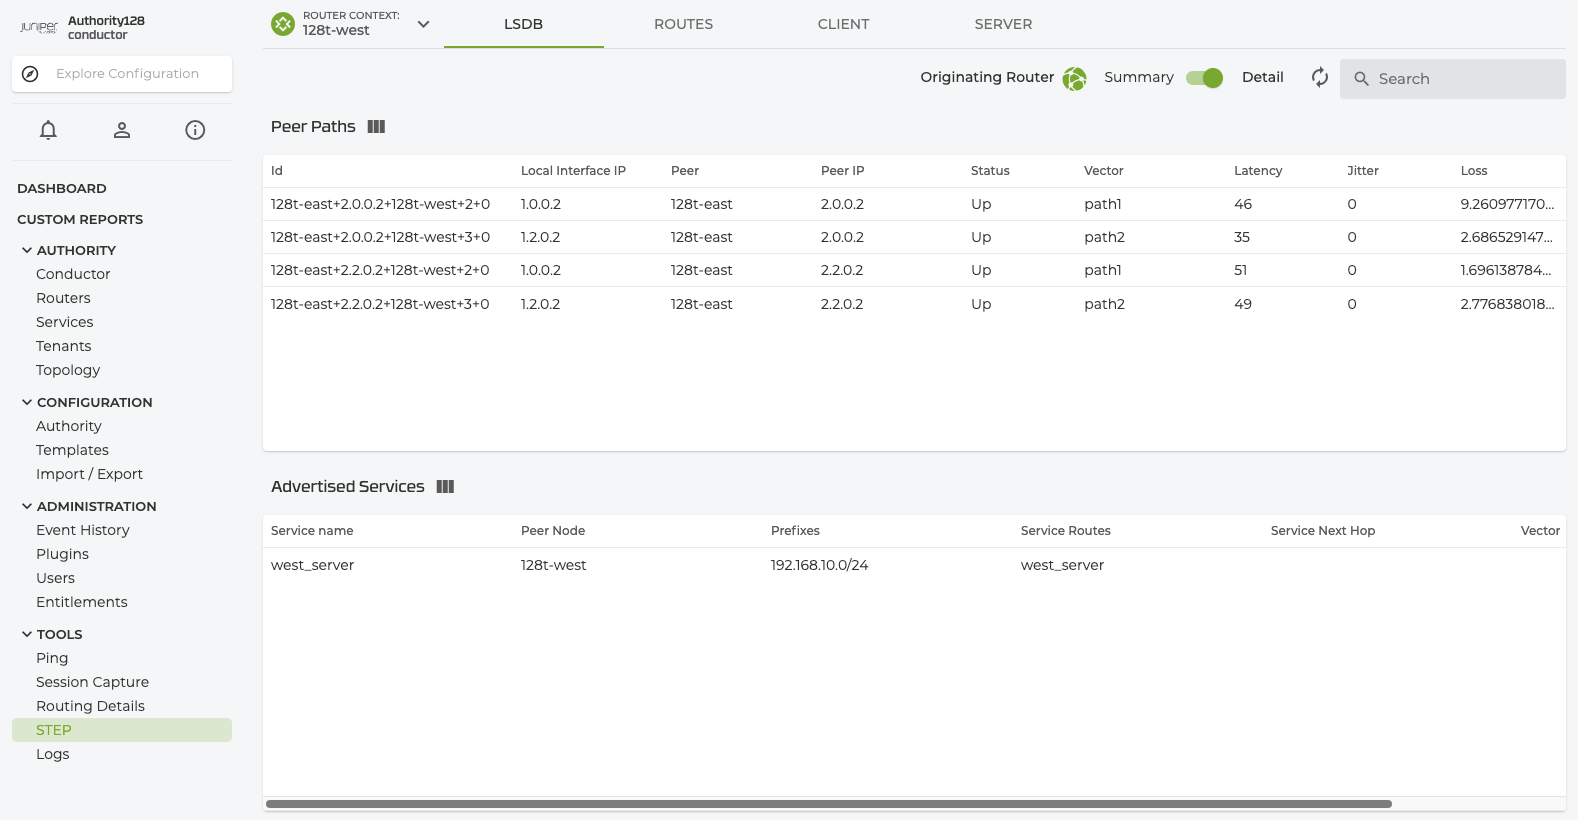 JUNIPER
Authority128
conductor
Explore Configuration
DASHBOARD
CUSTOM REPORTS
AUTHORITY
Conductor
Routers
Services
Tenants
Topology
CONFIGURATION
Authority
Templates
Import / Export
ADMINISTRATION
Event History
Plugins
Users
Entitlements
TOOLS
Ping
Session Capture
Routing Details
STEP
Logs
ROUTER CONTEXT:
128t-west
LSDB ROUTES CLIENT SERVER
Originating Router Summary Detail Search
Peer Paths
Id Local Interface IP Peer Peer IP Status Vector Latency Jitter Loss
128t-east+2.0.0.2+128t-west+2+0 1.0.0.2 128t-east 2.0.0.2 Up path1 46 0 9.260977170...
128t-east+2.0.0.2+128t-west+3+0 1.2.0.2 128t-east 2.0.0.2 Up path2 35 0 2.686529147...
128t-east+2.2.0.2+128t-west+2+0 1.0.0.2 128t-east 2.2.0.2 Up path1 51 0 1.696138784...
128t-east+2.2.0.2+128t-west+3+0 1.2.0.2 128t-east 2.2.0.2 Up path2 49 0 2.776838018...
Advertised Services
Service name Peer Node Prefixes Service Routes Service Next Hop Vector
west_server 128t-west 192.168.10.0/24 west_server